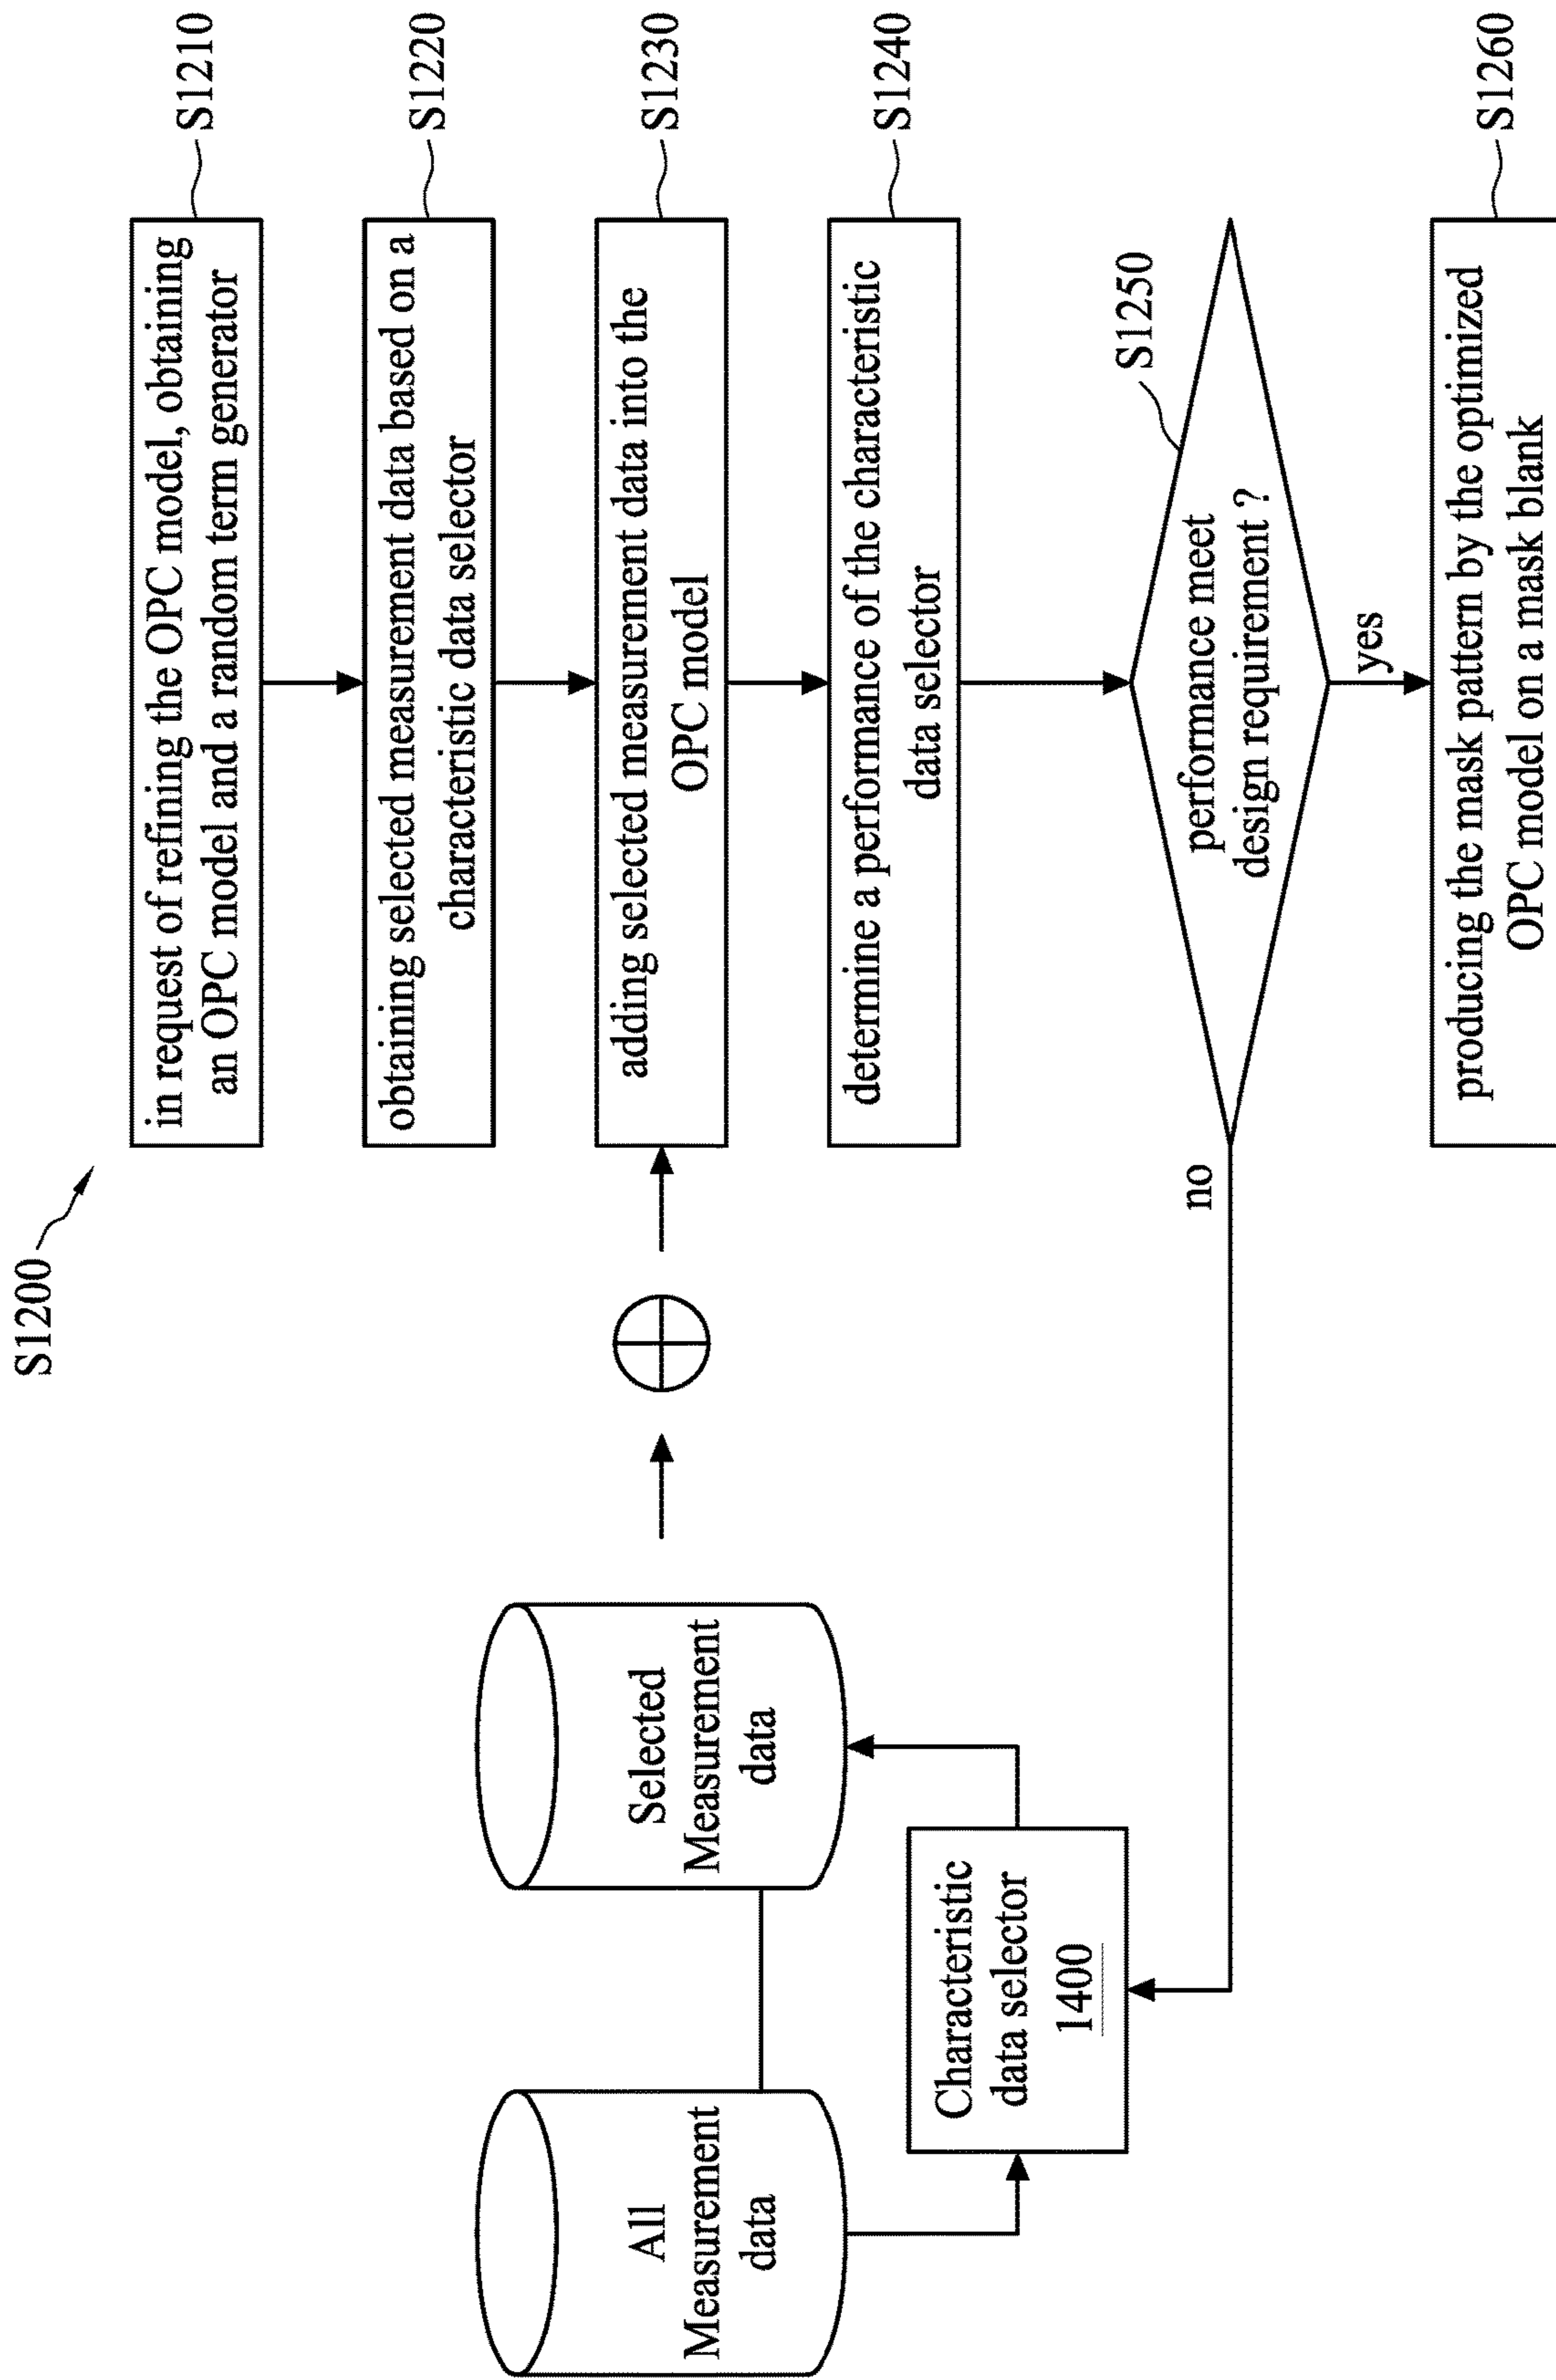 S1200
in request of refining the OPC model, obtaining
an OPC model and a random term generator
S1210
obtaining selected measurement data based on a
characteristic data selector
S1220
adding selected measurement data into the
OPC model
S1230
determine a performance of the characteristic
data selector
S1240
performance meet
design requirement ?
S1250
no
yes
producing the mask pattern by the optimized
OPC model on a mask blank
S1260
All
Measurement
data
Selected
Measurement
data
Characteristic
data selector
1400